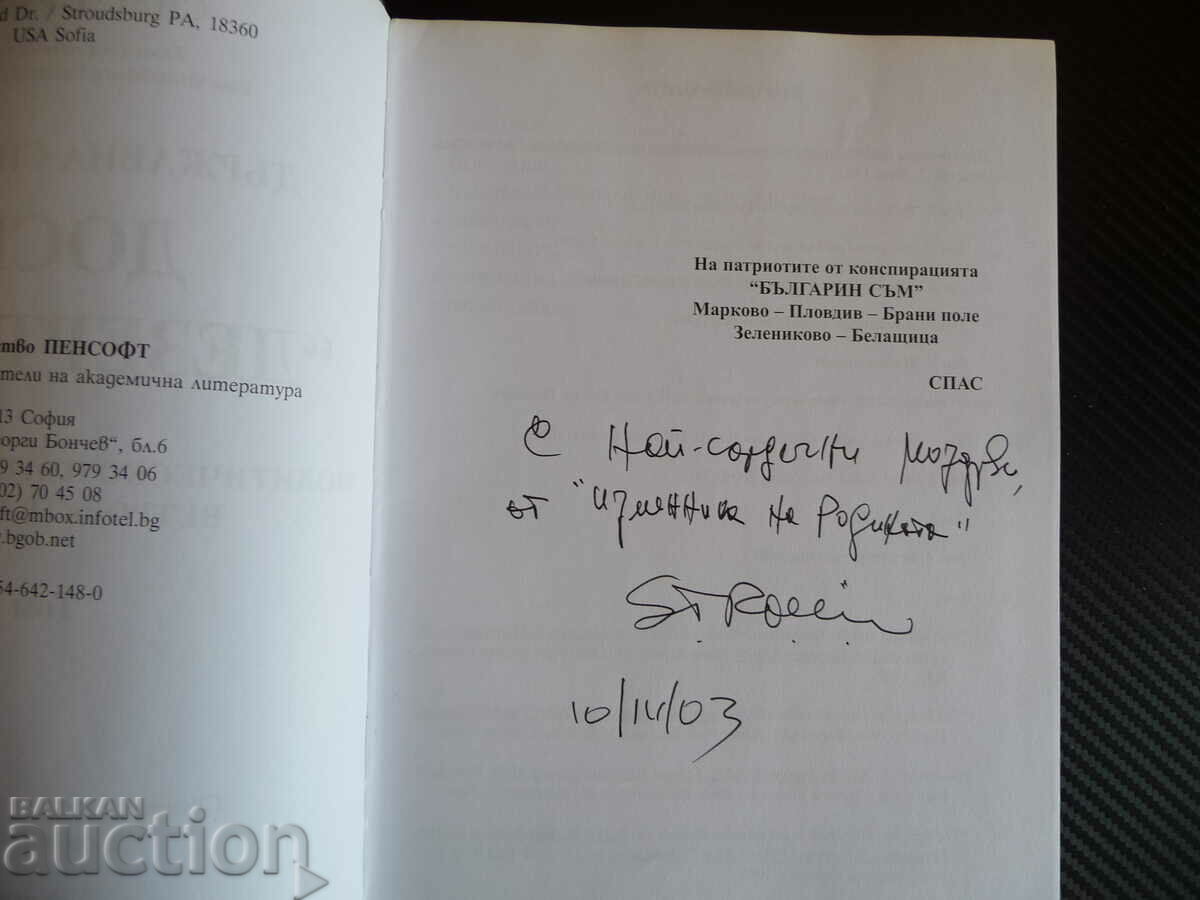 d Dr. / Stroudsburg PA, 18360
USA Sofia
ство ПЕНСОФТ
тели на академична литература
13 София
орги Бончев“, бл.6
9 34 60, 979 34 06
02) 70 45 08
ft@mbox.infotel.bg
.bgob.net
54-642-148-0
На патриотите от конспирацията
“БЪЛГАРИН СЪМ”
Марково – Пловдив – Брани поле
Зелениково – Белащица
СПАС
С най-сърдечни поздрави,
от "изменника на Родината"
10/14/03
BALKAN
auction